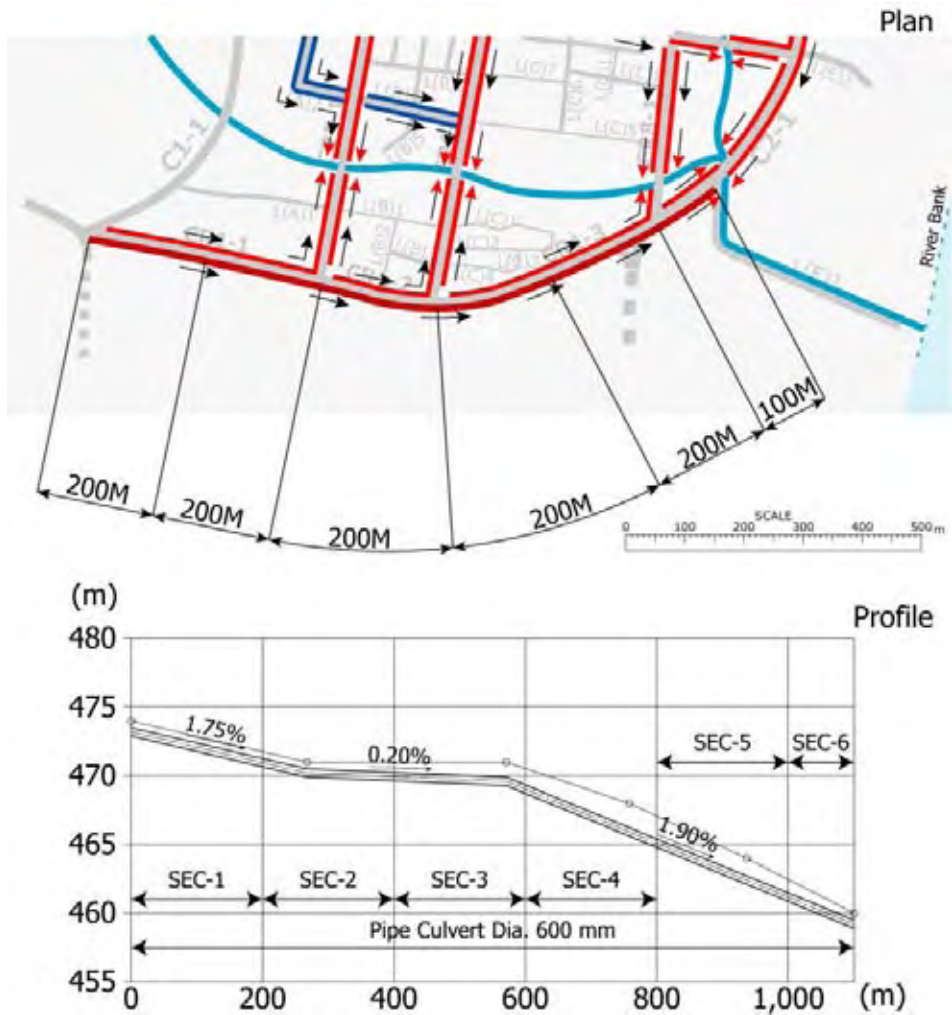 Plan
C1-1
River Bank
200M
200M
200M
200M
200M
100M
SCALE
0 100 200 300 400 500 m
(m)
Profile
480
475
470
465
460
455
1.75%
0.20%
1.90%
SEC-5
SEC-6
SEC-1
SEC-2
SEC-3
SEC-4
Pipe Culvert Dia. 600 mm
0 200 400 600 800 1,000 (m)